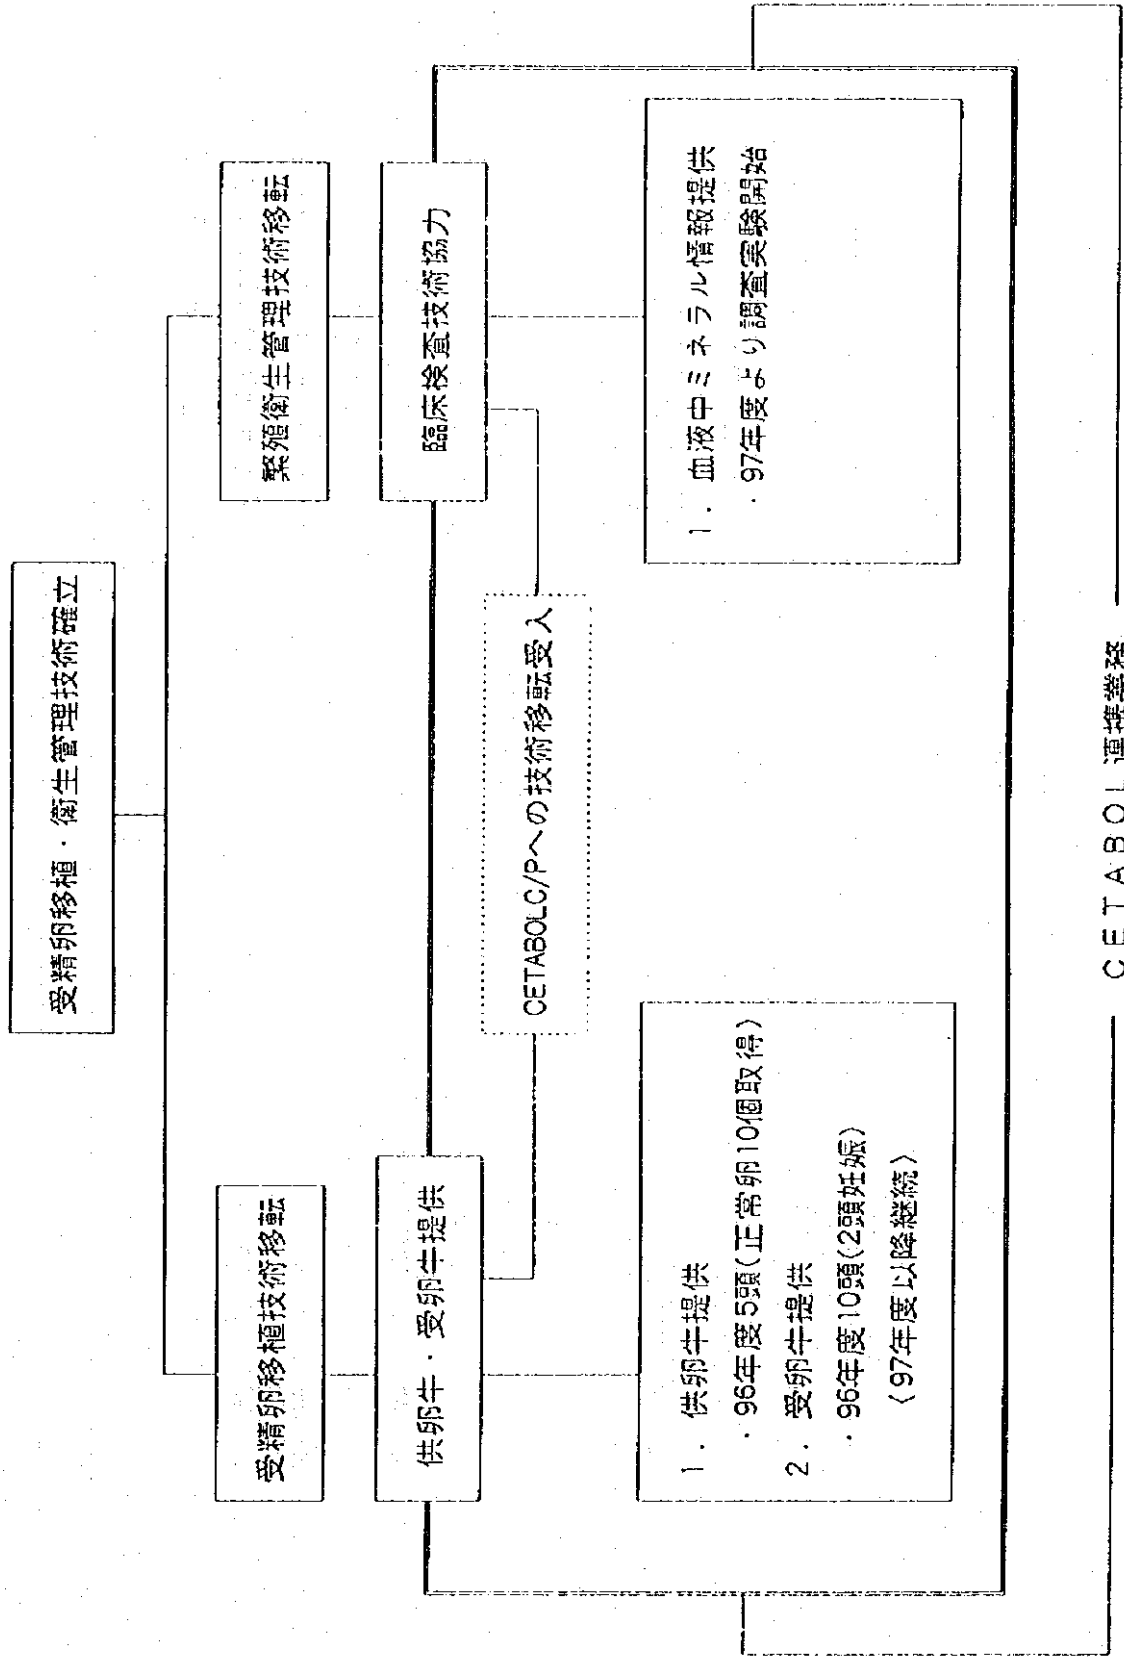 受精卵移植・衛生管理技術確立
受精卵移植技術移転
繁殖衛生管理技術移転
供卵牛・受卵牛提供
臨床検査技術協力
CETABOLC/Pへの技術移転受入
1. 供卵牛提供
・96年度5頭(正常卵10個取得)
2. 受卵牛提供
・96年度10頭(2頭妊娠)
〈97年度以降継続〉
1. 血液中ミネラル情報提供
・97年度より調査実験開始
CETABOL連携業務